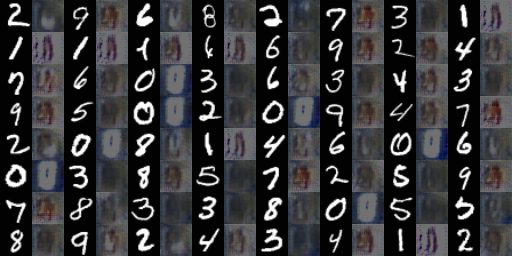 2 9 6 8 2 7 3 1
1 1 1 6 6 9 2 4
7 6 0 3 6 3 4 3
9 5 0 2 0 9 4 7
2 0 8 1 4 6 0 6
0 3 8 5 7 2 5 9
7 8 3 3 8 0 5 5
8 9 2 4 3 4 1 2